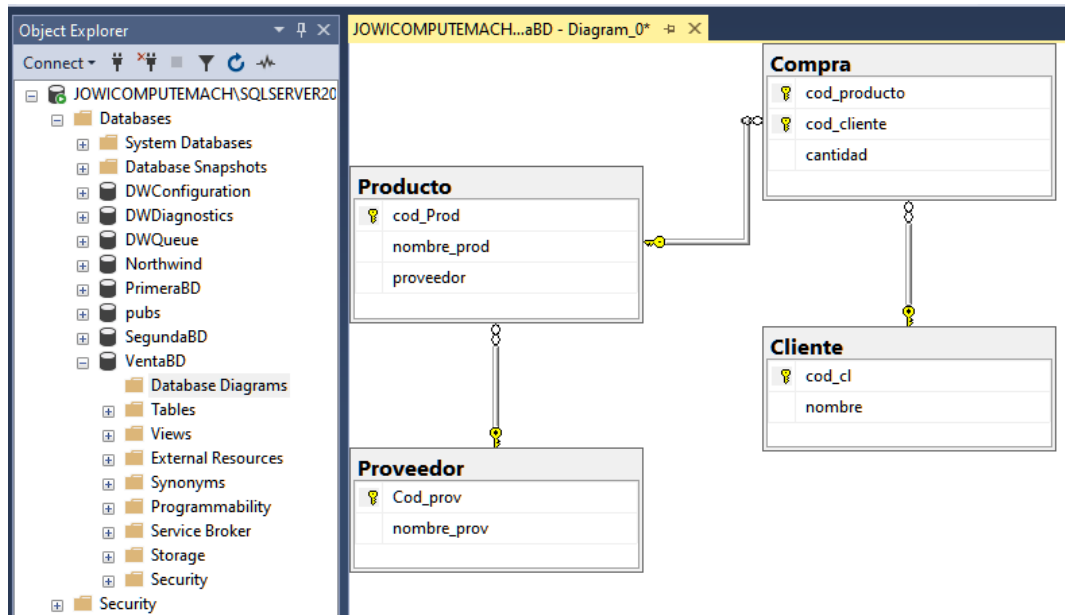 Object Explorer
Connect
JOWICOMPUTEMACH\SQLSERVER20
Databases
System Databases
Database Snapshots
DWConfiguration
DWDiagnostics
DWQueue
Northwind
PrimeraBD
pubs
SegundaBD
VentaBD
Database Diagrams
Tables
Views
External Resources
Synonyms
Programmability
Service Broker
Storage
Security
Security
JOWICOMPUTEMACH...aBD - Diagram_0*
Compra
cod_producto
cod_cliente
cantidad
Producto
cod_Prod
nombre_prod
proveedor
Cliente
cod_cl
nombre
Proveedor
Cod_prov
nombre_prov